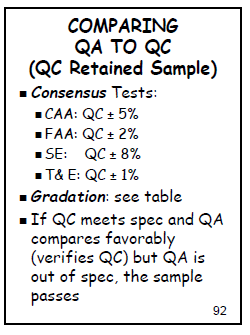 COMPARING
QA TO QC
(QC Retained Sample)
▪ Consensus Tests:
▪ CAA: QC ± 5%
▪ FAA: QC ± 2%
▪ SE: QC ± 8%
▪ T& E: QC ± 1%
▪ Gradation: see table
▪ If QC meets spec and QA
compares favorably
(verifies QC) but QA is
out of spec, the sample
passes
92